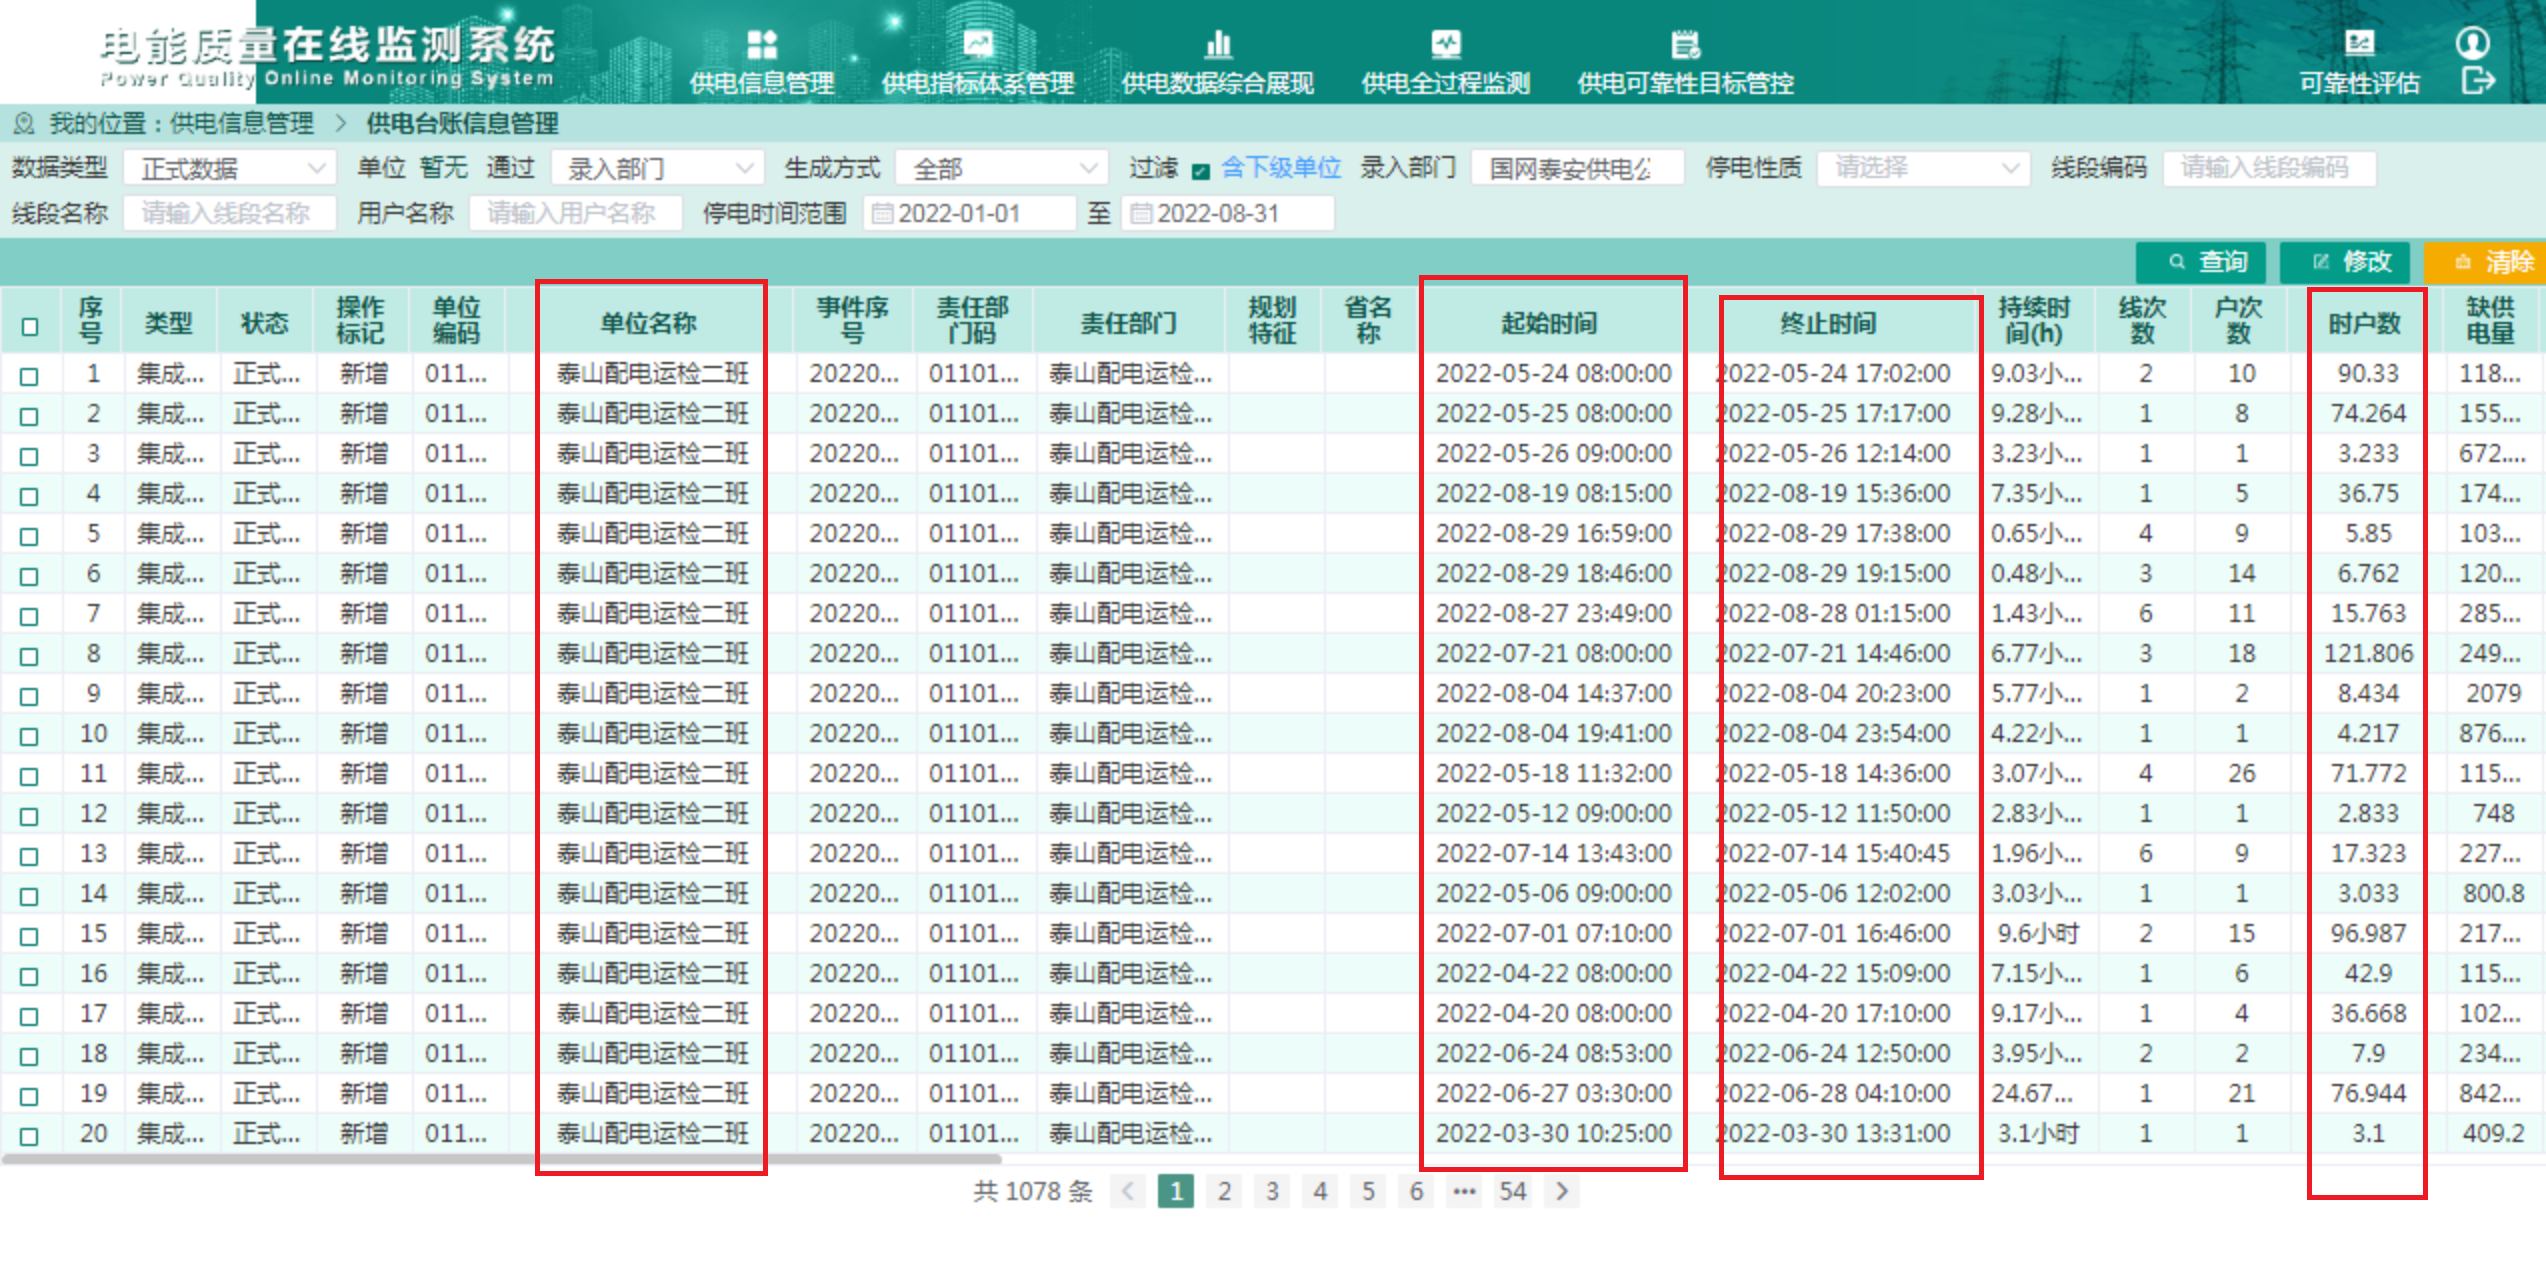 电能质量在线监测系统
Power Quality Online Monitoring System
供电信息管理 供电指标体系管理 供电数据综合展现 供电全过程监测 供电可靠性目标管控 可靠性评估
我的位置：供电信息管理 > 供电台账信息管理
数据类型 正式数据 单位 暂无 通过 录入部门 生成方式 全部 过滤 含下级单位 录入部门 国网泰安供电公 停电性质 请选择 线段编码 请输入线段编码
线段名称 请输入线段名称 用户名称 请输入用户名称 停电时间范围 2022-01-01 至 2022-08-31
查询 修改 清除
序号 类型 状态 操作标记 单位编码 单位名称 事件序号 责任部门码 责任部门 规划特征 省名称 起始时间 终止时间 持续时间(h) 线次数 户次数 时户数 缺供电量
1 集成... 正式... 新增 011... 泰山配电运检二班 20220... 01101... 泰山配电运检... 2022-05-24 08:00:00 2022-05-24 17:02:00 9.03小... 2 10 90.33 118...
2 集成... 正式... 新增 011... 泰山配电运检二班 20220... 01101... 泰山配电运检... 2022-05-25 08:00:00 2022-05-25 17:17:00 9.28小... 1 8 74.264 155...
3 集成... 正式... 新增 011... 泰山配电运检二班 20220... 01101... 泰山配电运检... 2022-05-26 09:00:00 2022-05-26 12:14:00 3.23小... 1 1 3.233 672....
4 集成... 正式... 新增 011... 泰山配电运检二班 20220... 01101... 泰山配电运检... 2022-08-19 08:15:00 2022-08-19 15:36:00 7.35小... 1 5 36.75 174...
5 集成... 正式... 新增 011... 泰山配电运检二班 20220... 01101... 泰山配电运检... 2022-08-29 16:59:00 2022-08-29 17:38:00 0.65小... 4 9 5.85 103...
6 集成... 正式... 新增 011... 泰山配电运检二班 20220... 01101... 泰山配电运检... 2022-08-29 18:46:00 2022-08-29 19:15:00 0.48小... 3 14 6.762 120...
7 集成... 正式... 新增 011... 泰山配电运检二班 20220... 01101... 泰山配电运检... 2022-08-27 23:49:00 2022-08-28 01:15:00 1.43小... 6 11 15.763 285...
8 集成... 正式... 新增 011... 泰山配电运检二班 20220... 01101... 泰山配电运检... 2022-07-21 08:00:00 2022-07-21 14:46:00 6.77小... 3 18 121.806 249...
9 集成... 正式... 新增 011... 泰山配电运检二班 20220... 01101... 泰山配电运检... 2022-08-04 14:37:00 2022-08-04 20:23:00 5.77小... 1 2 8.434 2079
10 集成... 正式... 新增 011... 泰山配电运检二班 20220... 01101... 泰山配电运检... 2022-08-04 19:41:00 2022-08-04 23:54:00 4.22小... 1 1 4.217 876....
11 集成... 正式... 新增 011... 泰山配电运检二班 20220... 01101... 泰山配电运检... 2022-05-18 11:32:00 2022-05-18 14:36:00 3.07小... 4 26 71.772 115...
12 集成... 正式... 新增 011... 泰山配电运检二班 20220... 01101... 泰山配电运检... 2022-05-12 09:00:00 2022-05-12 11:50:00 2.83小... 1 1 2.833 748
13 集成... 正式... 新增 011... 泰山配电运检二班 20220... 01101... 泰山配电运检... 2022-07-14 13:43:00 2022-07-14 15:40:45 1.96小... 6 9 17.323 227...
14 集成... 正式... 新增 011... 泰山配电运检二班 20220... 01101... 泰山配电运检... 2022-05-06 09:00:00 2022-05-06 12:02:00 3.03小... 1 1 3.033 800.8
15 集成... 正式... 新增 011... 泰山配电运检二班 20220... 01101... 泰山配电运检... 2022-07-01 07:10:00 2022-07-01 16:46:00 9.6小时 2 15 96.987 217...
16 集成... 正式... 新增 011... 泰山配电运检二班 20220... 01101... 泰山配电运检... 2022-04-22 08:00:00 2022-04-22 15:09:00 7.15小... 1 6 42.9 115...
17 集成... 正式... 新增 011... 泰山配电运检二班 20220... 01101... 泰山配电运检... 2022-04-20 08:00:00 2022-04-20 17:10:00 9.17小... 1 4 36.668 102...
18 集成... 正式... 新增 011... 泰山配电运检二班 20220... 01101... 泰山配电运检... 2022-06-24 08:53:00 2022-06-24 12:50:00 3.95小... 2 2 7.9 234...
19 集成... 正式... 新增 011... 泰山配电运检二班 20220... 01101... 泰山配电运检... 2022-06-27 03:30:00 2022-06-28 04:10:00 24.67... 1 21 76.944 842...
20 集成... 正式... 新增 011... 泰山配电运检二班 20220... 01101... 泰山配电运检... 2022-03-30 10:25:00 2022-03-30 13:31:00 3.1小时 1 1 3.1 409.2
共 1078 条 < 1 2 3 4 5 6 ••• 54 >